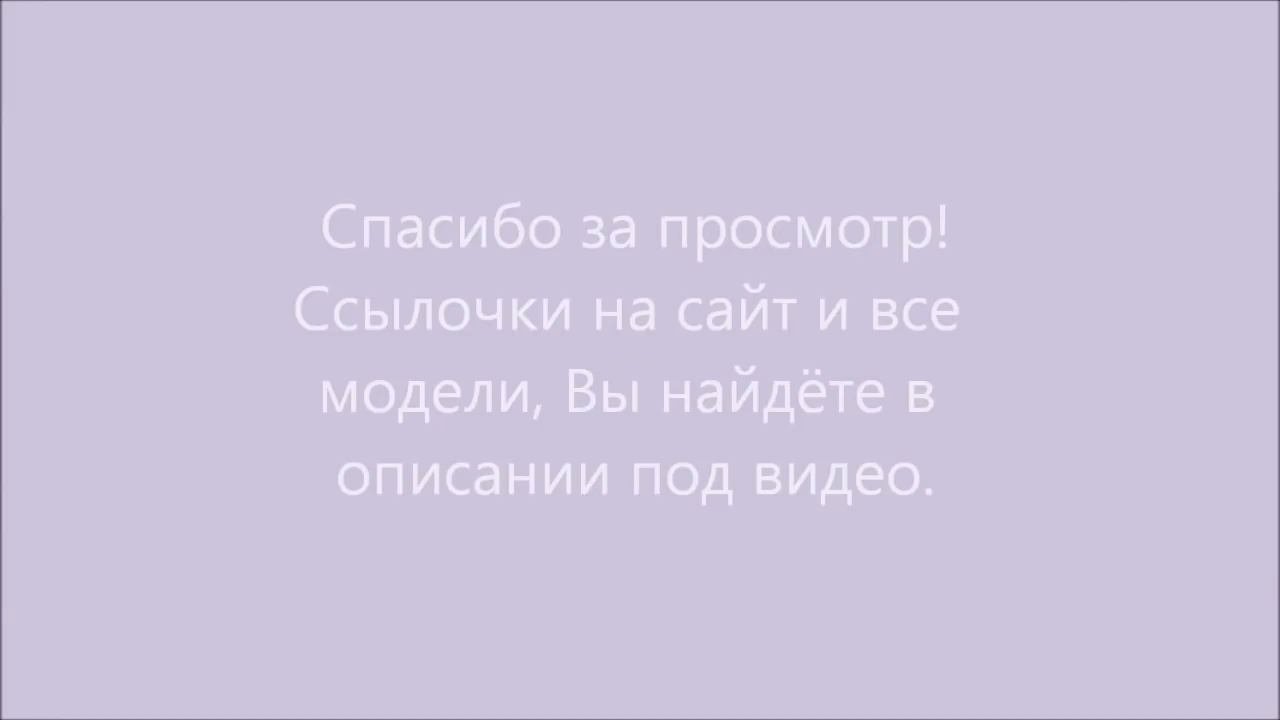 Спасибо за просмотр!
Ссылочки на сайт и все
модели, Вы найдёте в
описании под видео.